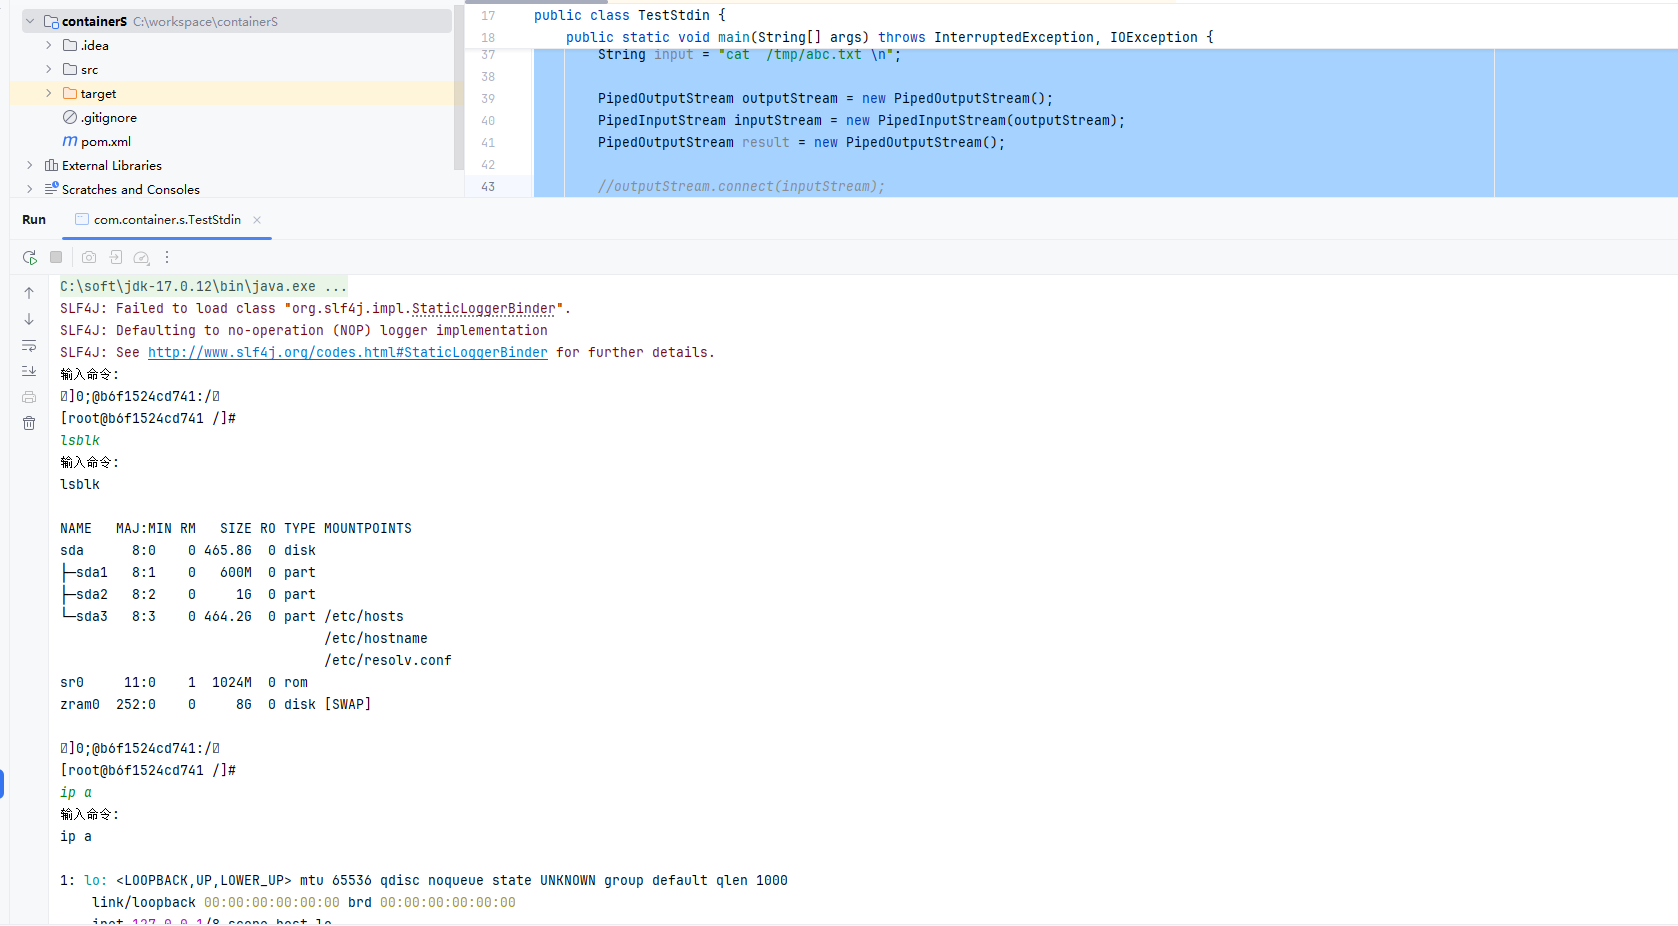 containerS C:\workspace\containerS
.idea
src
target
.gitignore
pom.xml
External Libraries
Scratches and Consoles
17 public class TestStdin {
18 public static void main(String[] args) throws InterruptedException, IOException {
37 String input = "cat /tmp/abc.txt \n";
38
39 PipedOutputStream outputStream = new PipedOutputStream();
40 PipedInputStream inputStream = new PipedInputStream(outputStream);
41 PipedOutputStream result = new PipedOutputStream();
42
43 //outputStream.connect(inputStream);
Run com.container.s.TestStdin
C:\soft\jdk-17.0.12\bin\java.exe ...
SLF4J: Failed to load class "org.slf4j.impl.StaticLoggerBinder".
SLF4J: Defaulting to no-operation (NOP) logger implementation
SLF4J: See http://www.slf4j.org/codes.html#StaticLoggerBinder for further details.
输入命令:
]0;@b6f1524cd741:/
[root@b6f1524cd741 /]#
lsblk
输入命令:
lsblk
NAME MAJ:MIN RM SIZE RO TYPE MOUNTPOINTS
sda 8:0 0 465.8G 0 disk
├─sda1 8:1 0 600M 0 part
├─sda2 8:2 0 1G 0 part
└─sda3 8:3 0 464.2G 0 part /etc/hosts
/etc/hostname
/etc/resolv.conf
sr0 11:0 1 1024M 0 rom
zram0 252:0 0 8G 0 disk [SWAP]
]0;@b6f1524cd741:/
[root@b6f1524cd741 /]#
ip a
输入命令:
ip a
1: lo: <LOOPBACK,UP,LOWER_UP> mtu 65536 qdisc noqueue state UNKNOWN group default qlen 1000
link/loopback 00:00:00:00:00:00 brd 00:00:00:00:00:00
inet 127.0.0.1/8 scope host lo